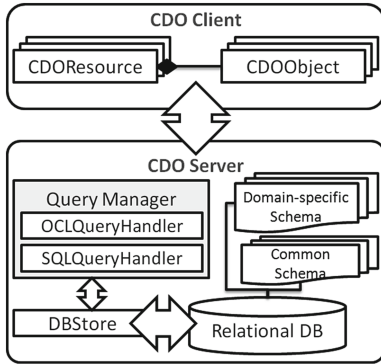 CDO Client
CDOResource
CDOObject
CDO Server
Query Manager
OCLQueryHandler
SQLQueryHandler
DBStore
Domain-specific
Schema
Common
Schema
Relational DB